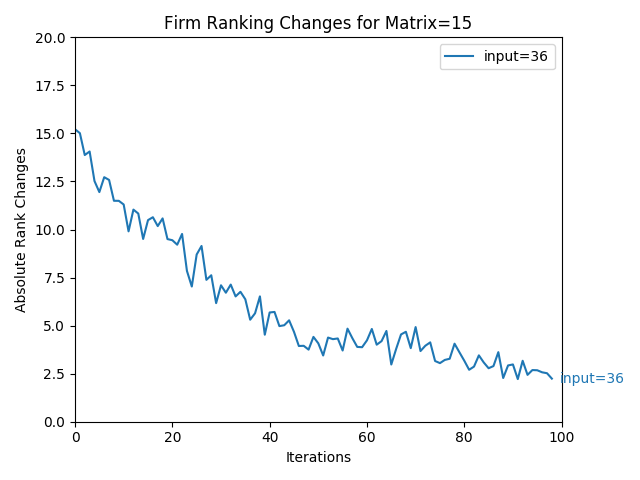 Firm Ranking Changes for Matrix=15
20.0
17.5
15.0
12.5
10.0
7.5
5.0
2.5
0.0
Absolute Rank Changes
input=36
input=36
0 20 40 60 80 100
Iterations